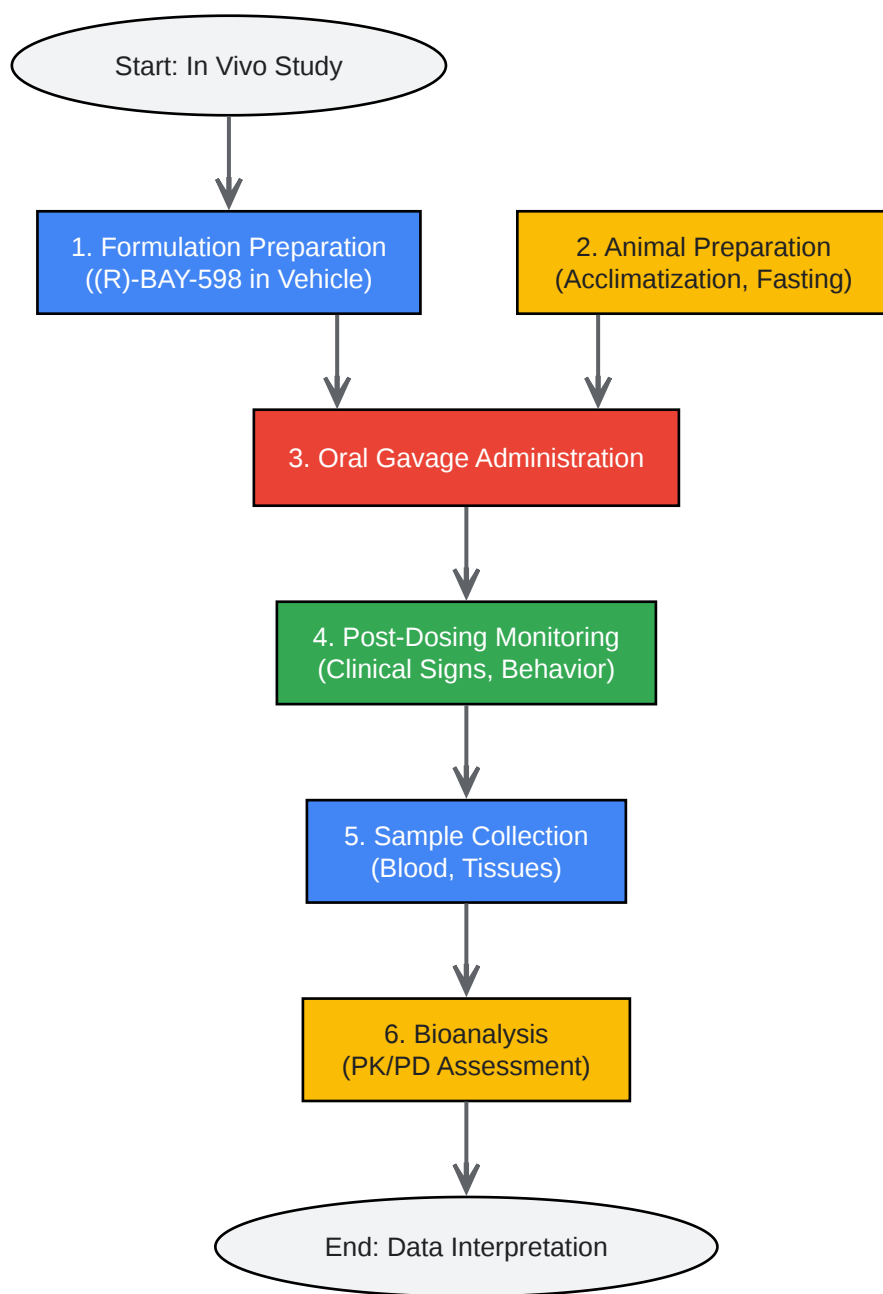 Start: In Vivo Study
1. Formulation Preparation
((R)-BAY-598 in Vehicle)
2. Animal Preparation
(Acclimatization, Fasting)
3. Oral Gavage Administration
4. Post-Dosing Monitoring
(Clinical Signs, Behavior)
5. Sample Collection
(Blood, Tissues)
6. Bioanalysis
(PK/PD Assessment)
End: Data Interpretation